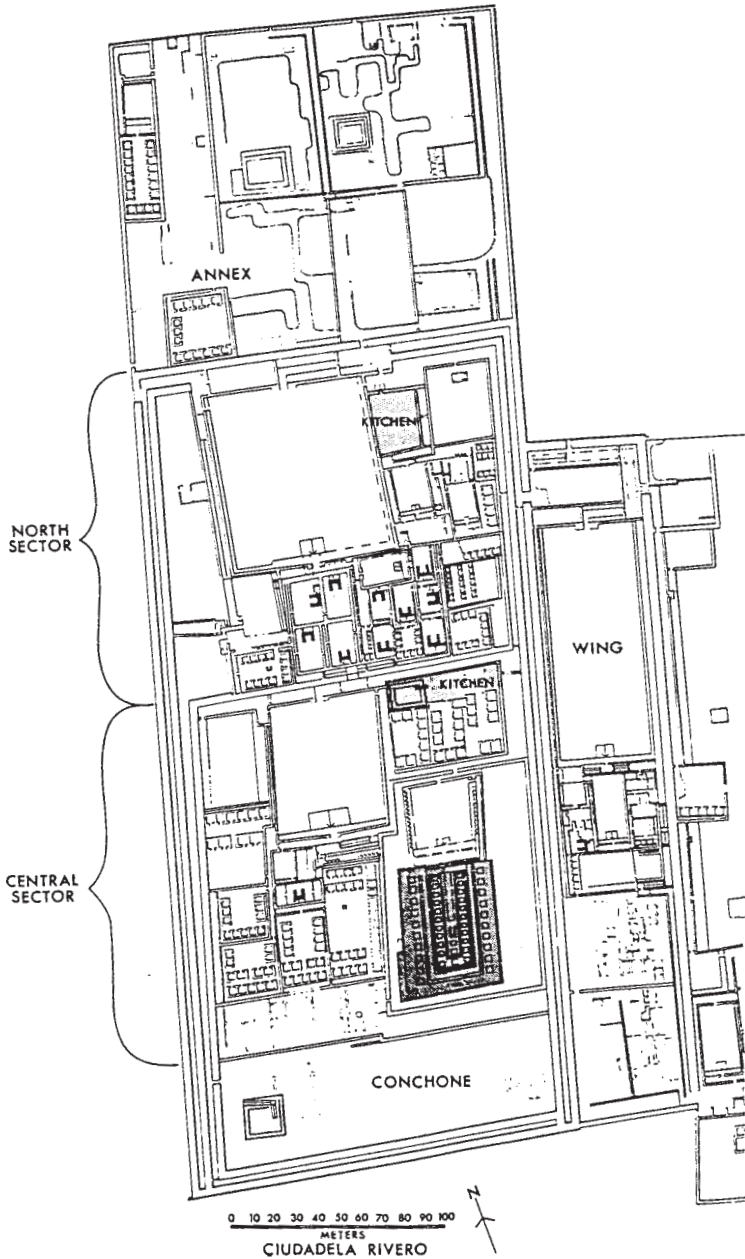 ANNEX
KITCHEN
NORTH
SECTOR
WING
KITCHEN
CENTRAL
SECTOR
CONCHONE
0 10 20 30 40 50 60 70 80 90 100
METERS
N
CIUDADELA RIVERO